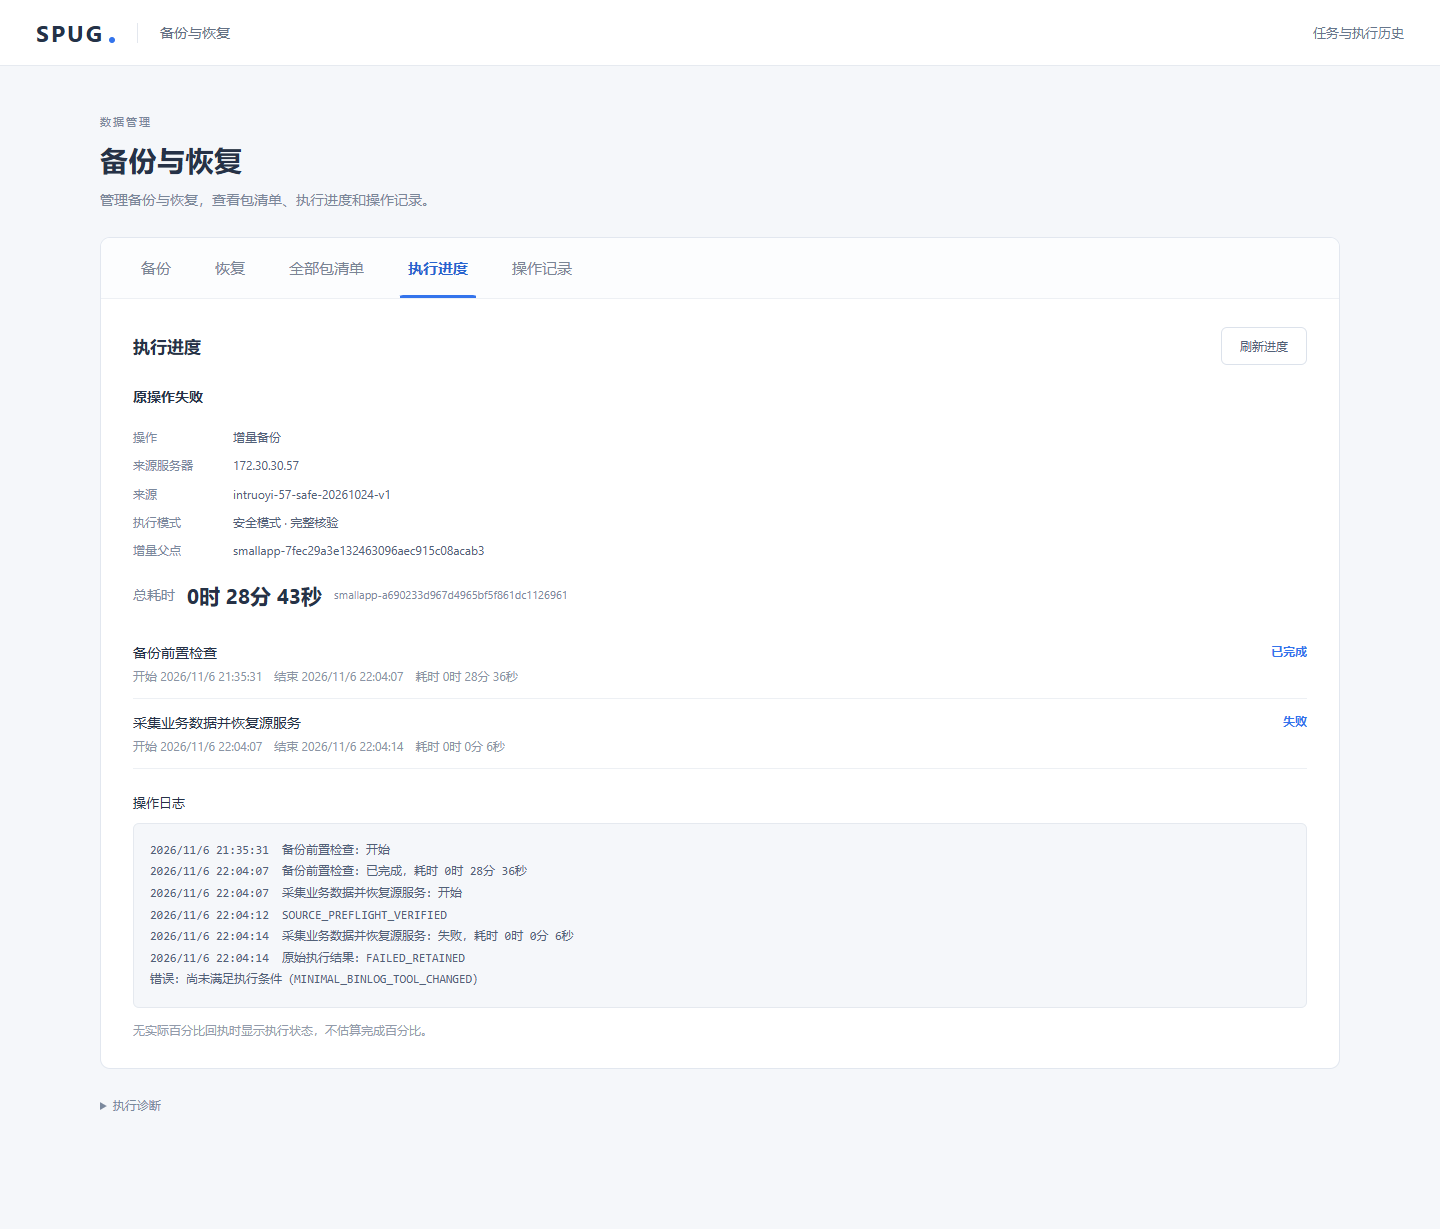 SPUG. 备份与恢复 任务与执行历史
数据管理
备份与恢复
管理备份与恢复，查看包清单、执行进度和操作记录。
备份 恢复 全部包清单 执行进度 操作记录
执行进度 刷新进度
原操作失败
操作 增量备份
来源服务器 172.30.30.57
来源 intruoyi-57-safe-20261024-v1
执行模式 安全模式 · 完整核验
增量父点 smallapp-7fec29a3e132463096aec915c08acab3
总耗时 0时 28分 43秒 smallapp-a690233d967d4965bf5f861dc1126961
备份前置检查 已完成
开始 2026/11/6 21:35:31 结束 2026/11/6 22:04:07 耗时 0时 28分 36秒
采集业务数据并恢复源服务 失败
开始 2026/11/6 22:04:07 结束 2026/11/6 22:04:14 耗时 0时 0分 6秒
操作日志
2026/11/6 21:35:31 备份前置检查：开始
2026/11/6 22:04:07 备份前置检查：已完成，耗时 0时 28分 36秒
2026/11/6 22:04:07 采集业务数据并恢复源服务：开始
2026/11/6 22:04:12 SOURCE_PREFLIGHT_VERIFIED
2026/11/6 22:04:14 采集业务数据并恢复源服务：失败，耗时 0时 0分 6秒
2026/11/6 22:04:14 原始执行结果：FAILED_RETAINED
错误：尚未满足执行条件（MINIMAL_BINLOG_TOOL_CHANGED）
无实际百分比回执时显示执行状态，不估算完成百分比。
执行诊断